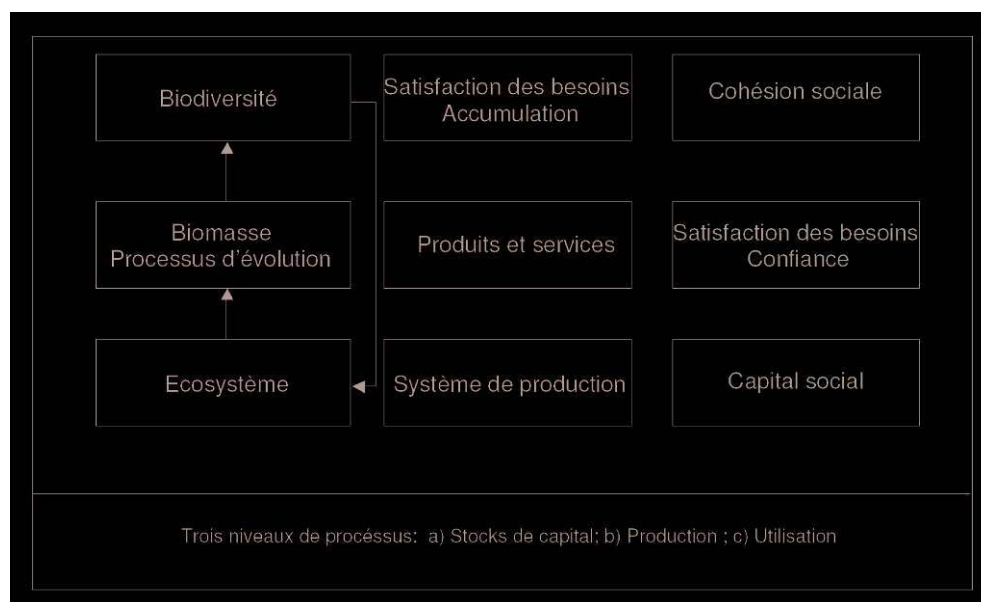 Biodiversité
Satisfaction des besoins
Accumulation
Cohésion sociale
Biomasse
Processus d'évolution
Produits et services
Satisfaction des besoins
Confiance
Ecosystème
Système de production
Capital social
Trois niveaux de procéssus: a) Stocks de capital; b) Production ; c) Utilisation